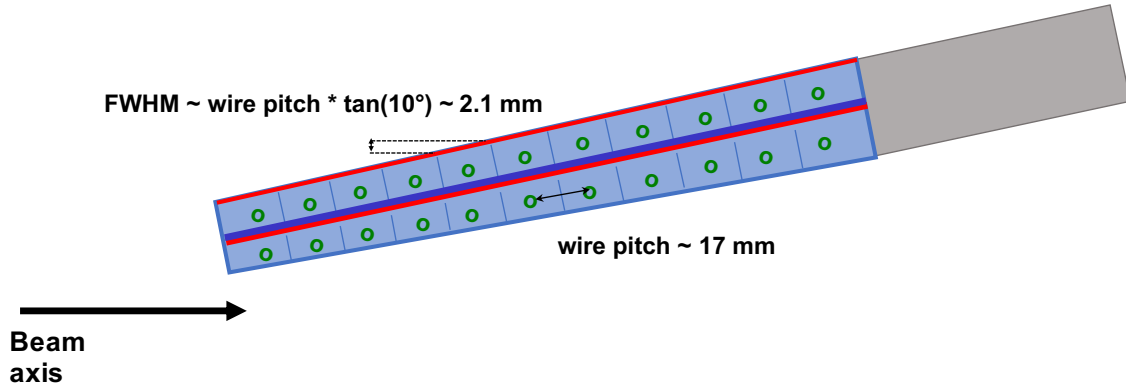 FWHM ~ wire pitch * tan(10°) ~ 2.1 mm
wire pitch ~ 17 mm
Beam
axis